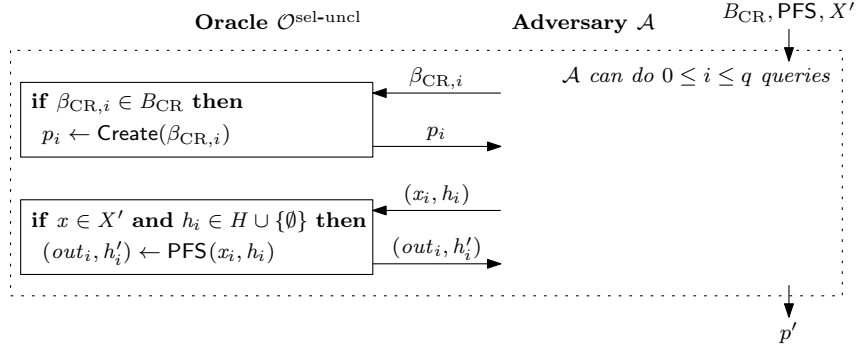 Oracle 𝒪^sel-uncl Adversary 𝒜 B_CR, PFS, X′
𝒜 can do 0 ≤ i ≤ q queries
β_CR,i
if β_CR,i ∈ B_CR then
p_i ← Create(β_CR,i)
p_i
(x_i, h_i)
if x ∈ X′ and h_i ∈ H ∪ {∅} then
(out_i, h′_i) ← PFS(x_i, h_i)
(out_i, h′_i)
p′